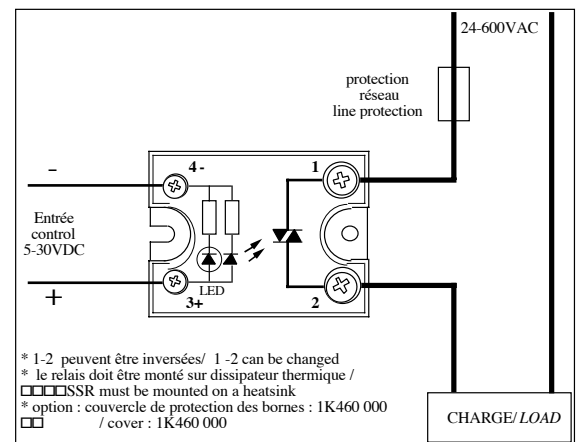 24-600VAC
protection
réseau
line protection
4 -
1
-
Entrée
control
5-30VDC
+
LED
3+
2
* 1-2 peuvent être inversées/ 1 -2 can be changed
* le relais doit être monté sur dissipateur thermique /
□□□□SSR must be mounted on a heatsink
* option : couvercle de protection des bornes : 1K460 000
□□ / cover : 1K460 000
CHARGE/LOAD